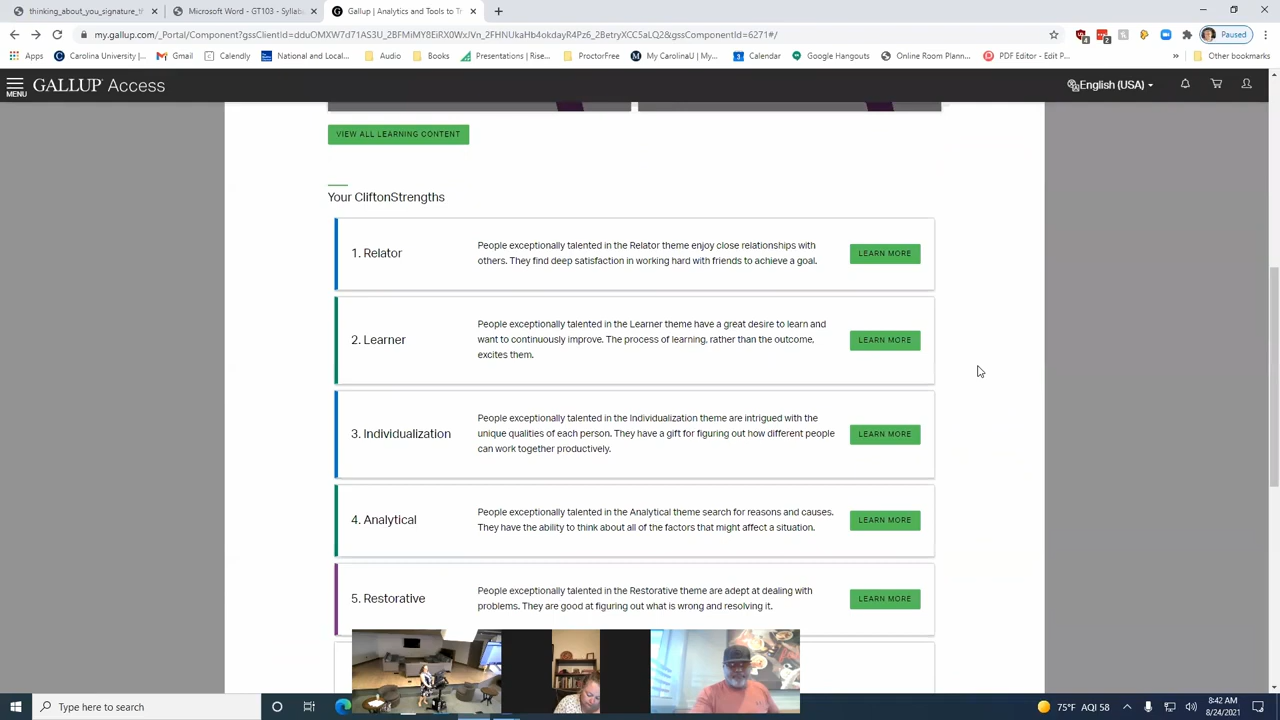 thinking_about_you_signature_th
Microsoft Word - GT103 - Syllab
Gallup | Analytics and Tools to Tr
my.gallup.com/_Portal/Component?gssClientId=dduOMXW7d71AS3U_2BFMiMY8EiRX0WxJVn_2FHNUkaHb4okdayR4Pz6_2BetryXCC5aLQ2&gssComponentId=6271#/
4
2
Paused
Apps
Carolina University |...
Gmail
Calendly
National and Local...
Audio
Books
Presentations | Rise...
ProctorFree
My CarolinaU | My...
Calendar
Google Hangouts
Online Room Plann...
PDF Editor - Edit P...
»
Other bookmarks
MENU
GALLUP Access
English (USA)
VIEW ALL LEARNING CONTENT
Your CliftonStrengths
1. Relator
People exceptionally talented in the Relator theme enjoy close relationships with
others. They find deep satisfaction in working hard with friends to achieve a goal.
LEARN MORE
2. Learner
People exceptionally talented in the Learner theme have a great desire to learn and
want to continuously improve. The process of learning, rather than the outcome,
excites them.
LEARN MORE
3. Individualization
People exceptionally talented in the Individualization theme are intrigued with the
unique qualities of each person. They have a gift for figuring out how different people
can work together productively.
LEARN MORE
4. Analytical
People exceptionally talented in the Analytical theme search for reasons and causes.
They have the ability to think about all of the factors that might affect a situation.
LEARN MORE
5. Restorative
People exceptionally talented in the Restorative theme are adept at dealing with
problems. They are good at figuring out what is wrong and resolving it.
LEARN MORE
Type here to search
75°F AQI 58
8:42 AM
8/24/2021